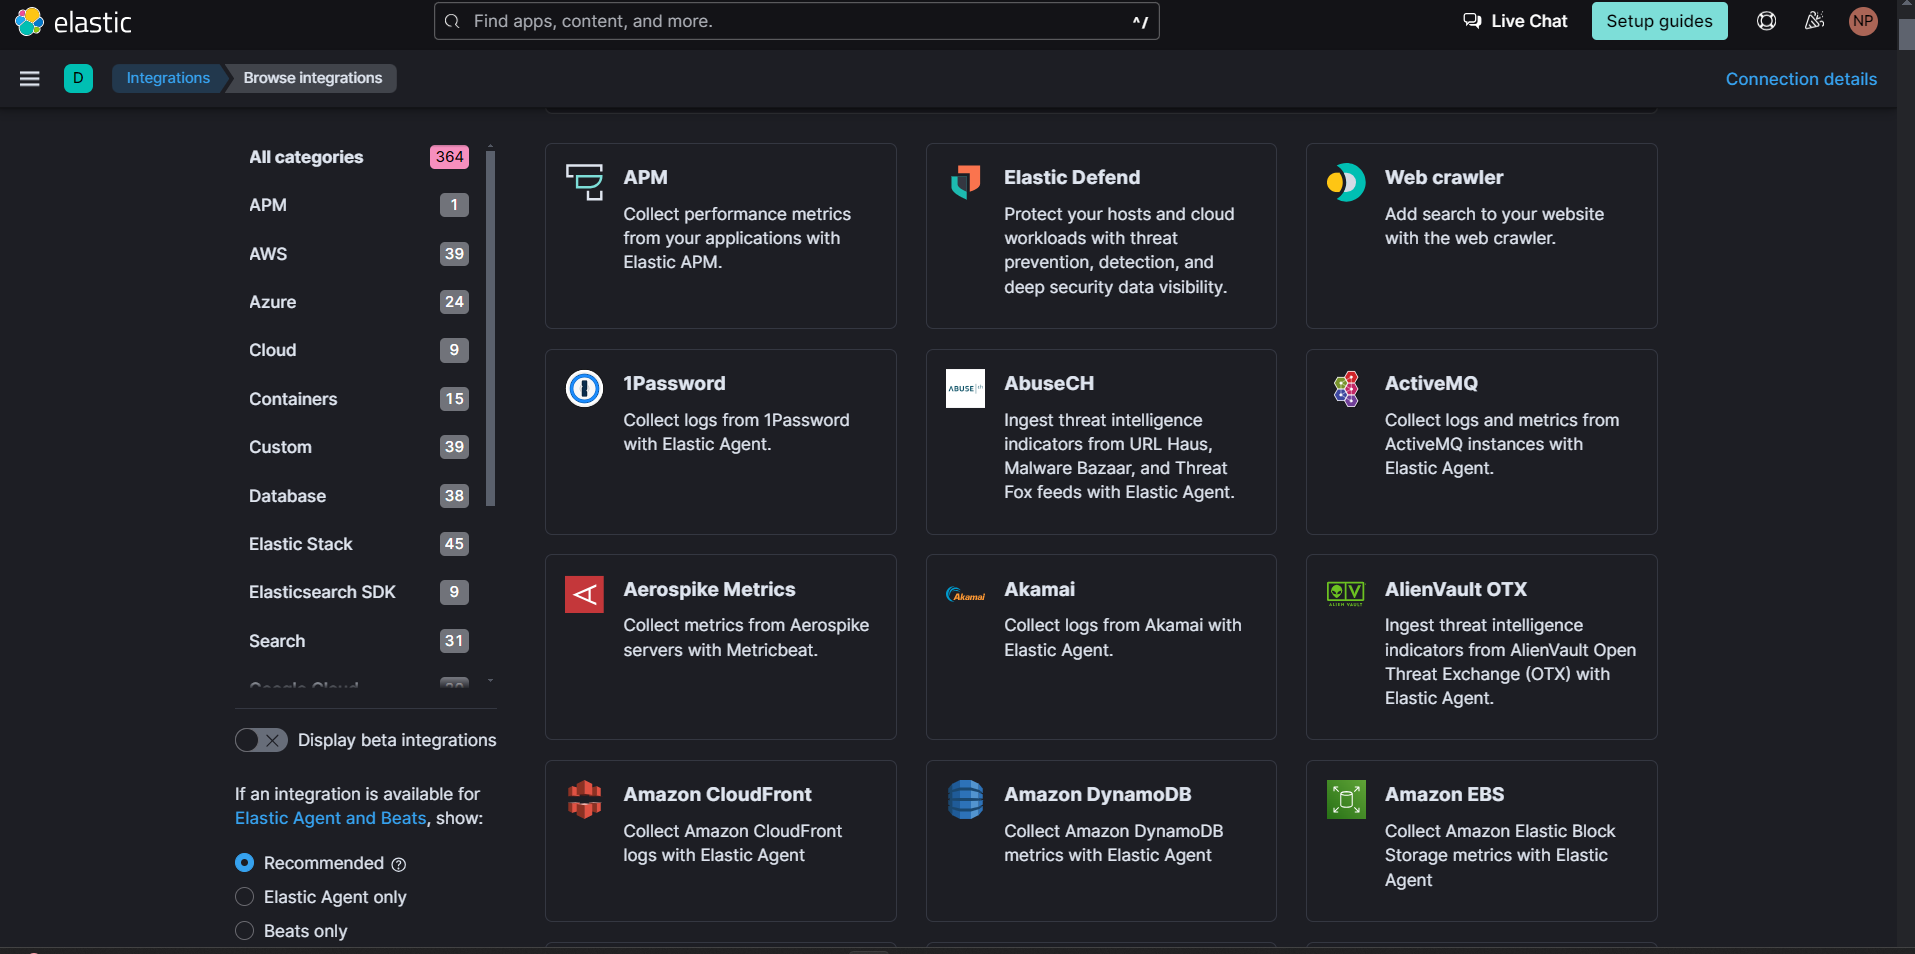 elastic
Find apps, content, and more.
^/
Live Chat
Setup guides
NP
D
Integrations
Browse integrations
Connection details
All categories 364
APM 1
AWS 39
Azure 24
Cloud 9
Containers 15
Custom 39
Database 38
Elastic Stack 45
Elasticsearch SDK 9
Search 31
Google Cloud
Display beta integrations
If an integration is available for
Elastic Agent and Beats, show:
Recommended
Elastic Agent only
Beats only
APM
Collect performance metrics
from your applications with
Elastic APM.
Elastic Defend
Protect your hosts and cloud
workloads with threat
prevention, detection, and
deep security data visibility.
Web crawler
Add search to your website
with the web crawler.
1Password
Collect logs from 1Password
with Elastic Agent.
ABUSE ch
AbuseCH
Ingest threat intelligence
indicators from URL Haus,
Malware Bazaar, and Threat
Fox feeds with Elastic Agent.
ActiveMQ
Collect logs and metrics from
ActiveMQ instances with
Elastic Agent.
Aerospike Metrics
Collect metrics from Aerospike
servers with Metricbeat.
Akamai
Akamai
Collect logs from Akamai with
Elastic Agent.
ALIEN VAULT
AlienVault OTX
Ingest threat intelligence
indicators from AlienVault Open
Threat Exchange (OTX) with
Elastic Agent.
Amazon CloudFront
Collect Amazon CloudFront
logs with Elastic Agent
Amazon DynamoDB
Collect Amazon DynamoDB
metrics with Elastic Agent
Amazon EBS
Collect Amazon Elastic Block
Storage metrics with Elastic
Agent